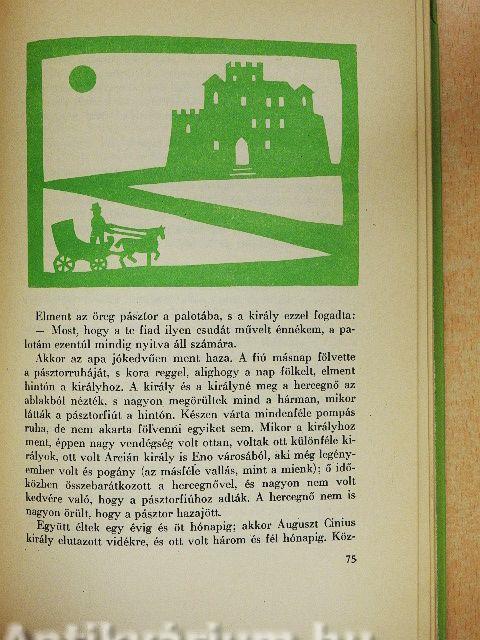 Elment az öreg pásztor a palotába, s a király ezzel fogadta:
— Most, hogy a te fiad ilyen csudát művelt énnékem, a pa-
lotám ezentúl mindig nyitva áll számára.
Akkor az apa jókedvűen ment haza. A fiú másnap fölvette
a pásztorruháját, s kora reggel, alighogy a nap fölkelt, elment
hintón a királyhoz. A király és a királyné meg a hercegnő az
ablakból nézték, s nagyon megörültek mind a hárman, mikor
látták a pásztorfiút a hintón. Készen várta mindenféle pompás
ruha, de nem akarta fölvenni egyiket sem. Mikor a királyhoz
ment, éppen nagy vendégség volt ottan, voltak ott különféle ki-
rályok, ott volt Arcián király is Eno városából, aki még legény-
ember volt és pogány (az másféle vallás, mint a mienk); ő idő-
közben összebarátkozott a hercegnővel, és nagyon nem volt
kedvére való, hogy a pásztorfiúhoz adták. A hercegnő nem is
nagyon örült, hogy a pásztor hazajött.
Együtt éltek egy évig és öt hónapig; akkor Auguszt Cinius
király elutazott vidékre, és ott volt három és fél hónapig. Köz-
75
Antikvárium.hu